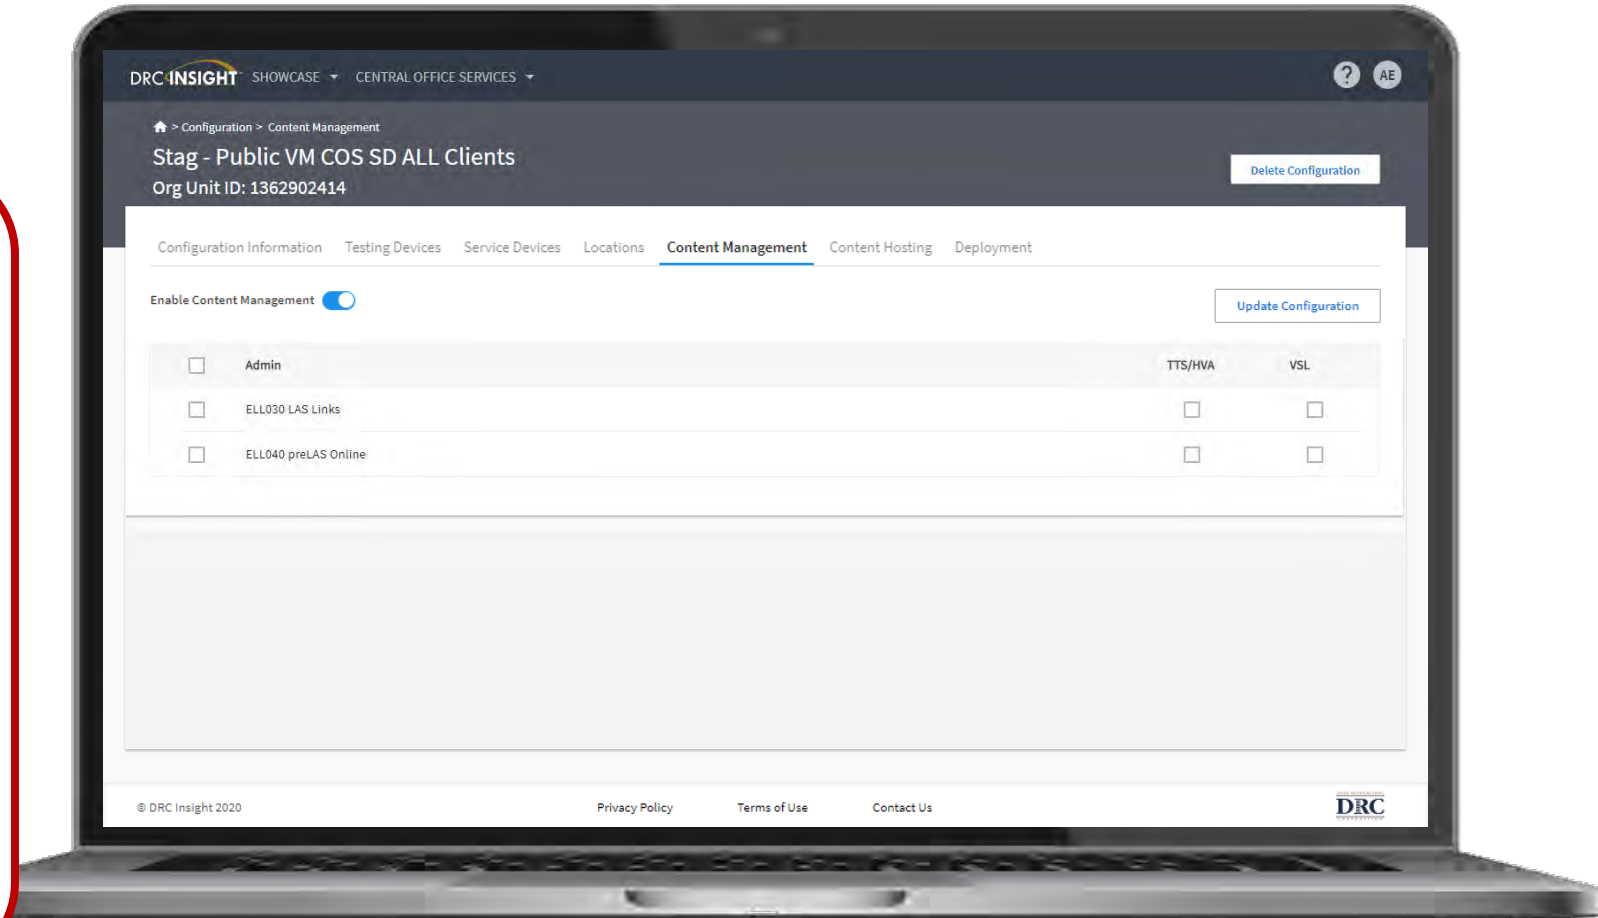 DRC INSIGHT SHOWCASE CENTRAL OFFICE SERVICES ? AE
> Configuration > Content Management
Stag - Public VM COS SD ALL Clients
Delete Configuration
Org Unit ID: 1362902414
Configuration Information Testing Devices Service Devices Locations Content Management Content Hosting Deployment
Enable Content Management
Update Configuration
Admin TTS/HVA VSL
ELL030 LAS Links
ELL040 preLAS Online
© DRC Insight 2020 Privacy Policy Terms of Use Contact Us
DRC